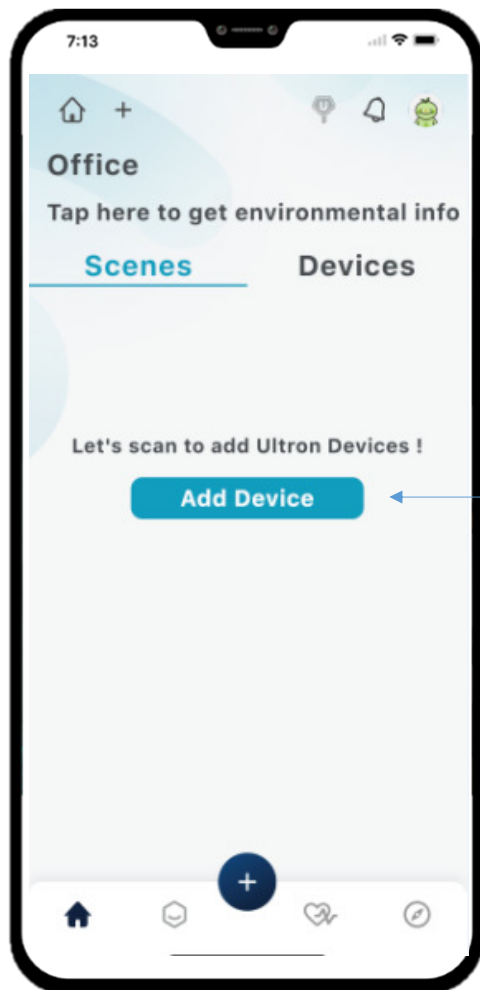 7:13
Office
Tap here to get environmental info
Scenes Devices
Let's scan to add Ultron Devices !
Add Device